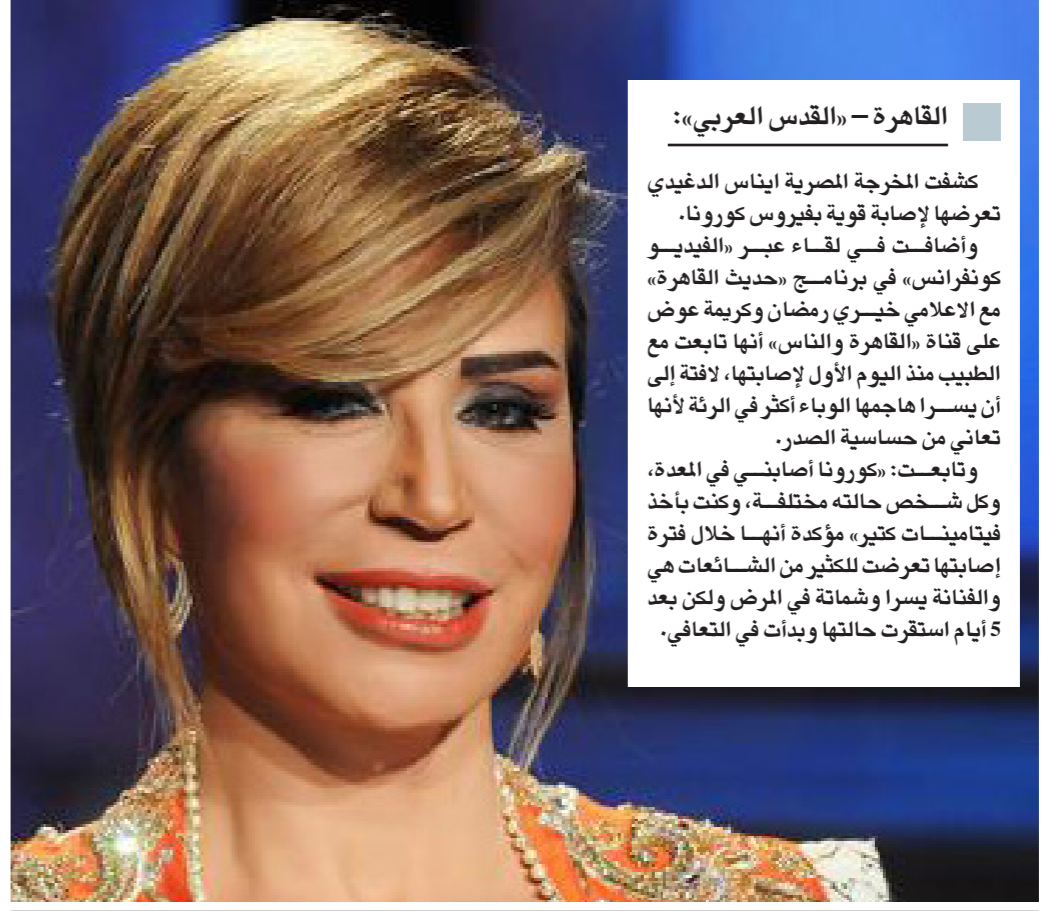 القاهرة – «القدس العربي»:
كشفت المخرجة المصرية ايناس الدغيدي
تعرضها لإصابة قوية بفيروس كورونا.
وأضافت في لقاء عبر «الفيديو
كونفرانس» في برنامج «حديث القاهرة»
مع الاعلامي خيري رمضان وكريمة عوض
على قناة «القاهرة والناس» أنها تابعت مع
الطبيب منذ اليوم الأول لإصابتها، لافتة إلى
أن يسرا هاجمها الوباء أكثر في الرئة لأنها
تعاني من حساسية الصدر.
وتابعت: «كورونا أصابني في المعدة،
وكل شخص حالته مختلفة، وكنت بأخذ
فيتامينات كتير» مؤكدة أنها خلال فترة
إصابتها تعرضت للكثير من الشائعات هي
والفنانة يسرا وشماتة في المرض ولكن بعد
5 أيام استقرت حالتها وبدأت في التعافي.